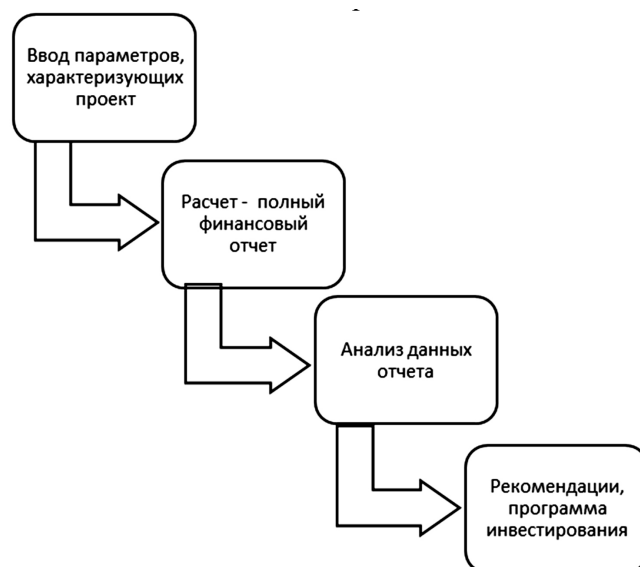 Ввод параметров,
характеризующих
проект
Расчет - полный
финансовый
отчет
Анализ данных
отчета
Рекомендации,
программа
инвестирования